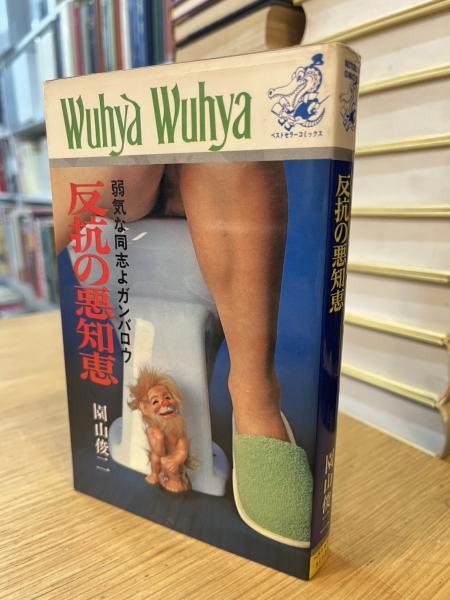 Wuhya Wuhya
ベストセラーコミックス
弱気な同志よガンバロウ
反抗の悪知恵
園山俊二
反抗の悪知恵
園山俊二